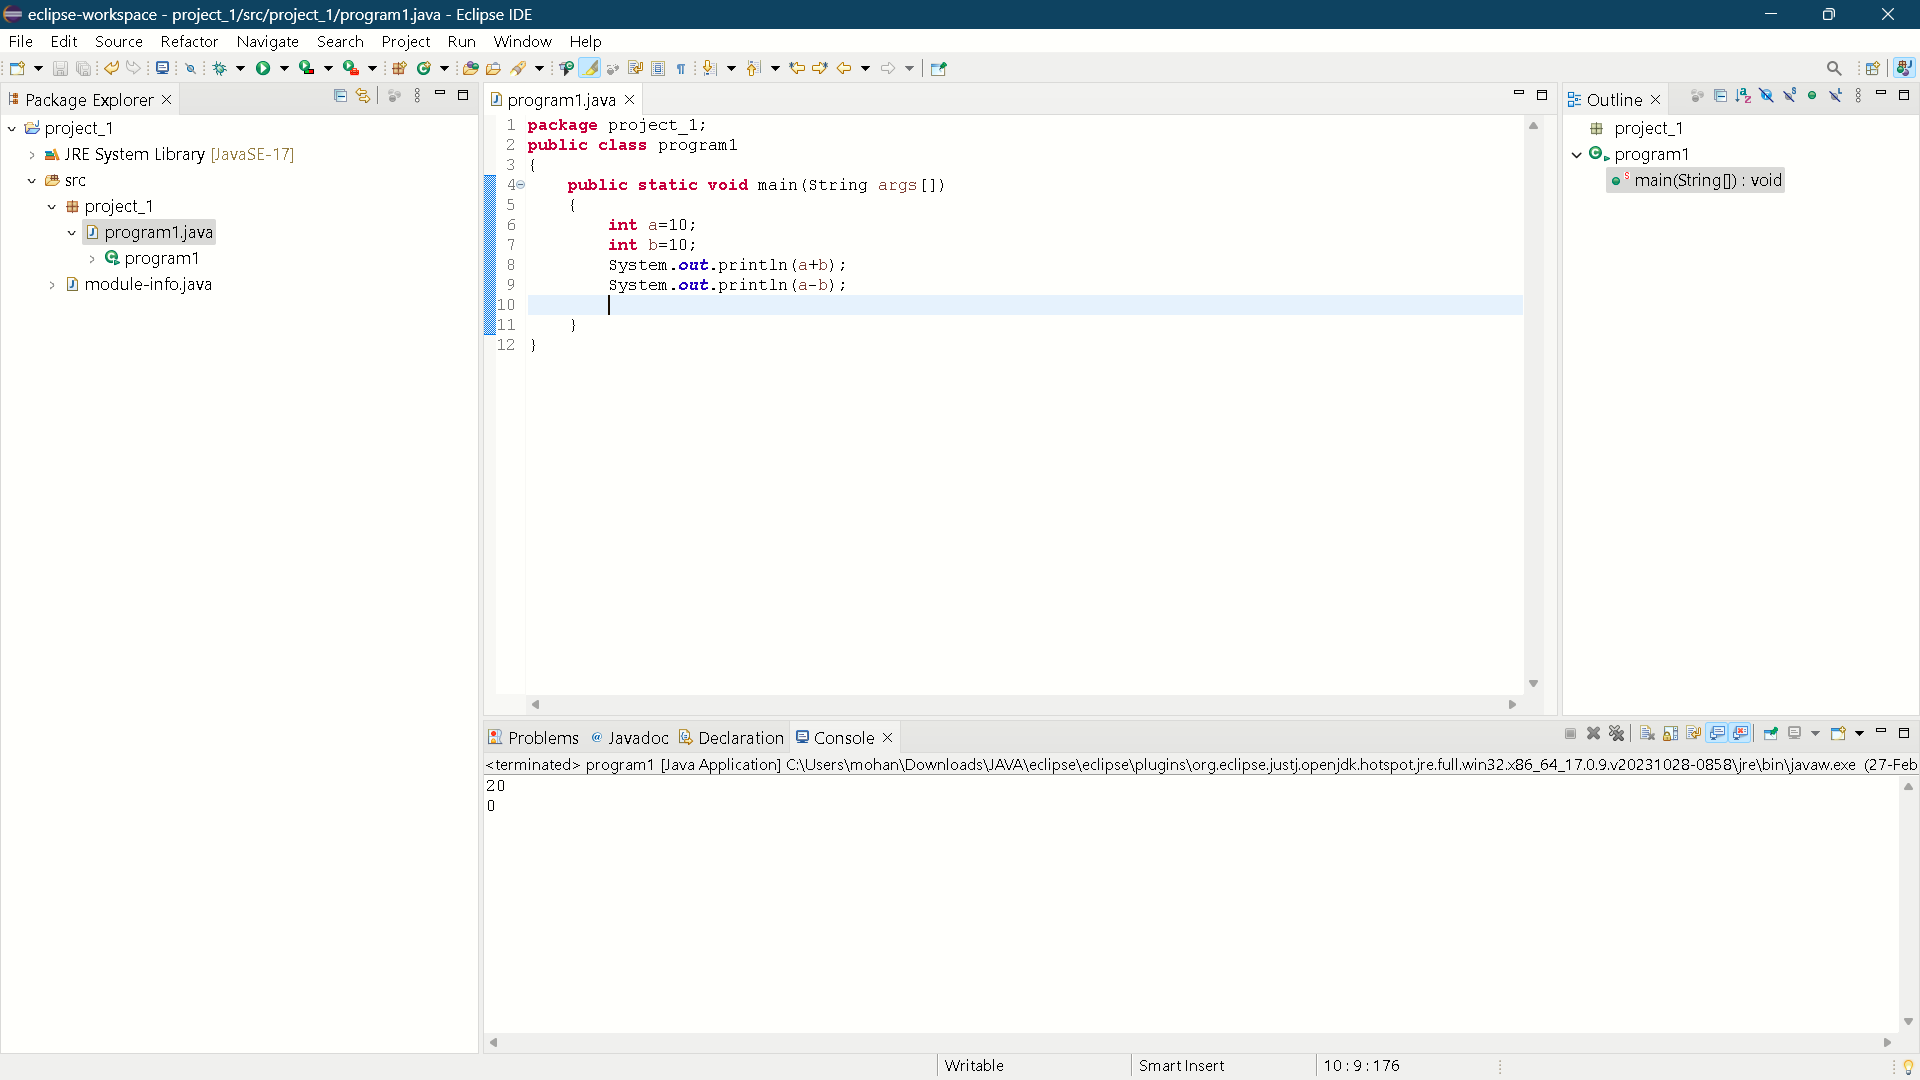 eclipse-workspace - project_1/src/project_1/program1.java - Eclipse IDE
File Edit Source Refactor Navigate Search Project Run Window Help
Package Explorer
project_1
JRE System Library [JavaSE-17]
src
project_1
program1.java
program1
module-info.java
program1.java
1 package project_1;
2 public class program1
3 {
4 public static void main(String args[])
5 {
6 int a=10;
7 int b=10;
8 System.out.println(a+b);
9 System.out.println(a-b);
10
11 }
12 }
Outline
project_1
program1
main(String[]) : void
Problems @ Javadoc Declaration Console
<terminated> program1 [Java Application] C:\Users\mohan\Downloads\JAVA\eclipse\eclipse\plugins\org.eclipse.justj.openjdk.hotspot.jre.full.win32.x86_64_17.0.9.v20231028-0858\jre\bin\javaw.exe (27-Feb
20
0
Writable Smart Insert 10 : 9 : 176